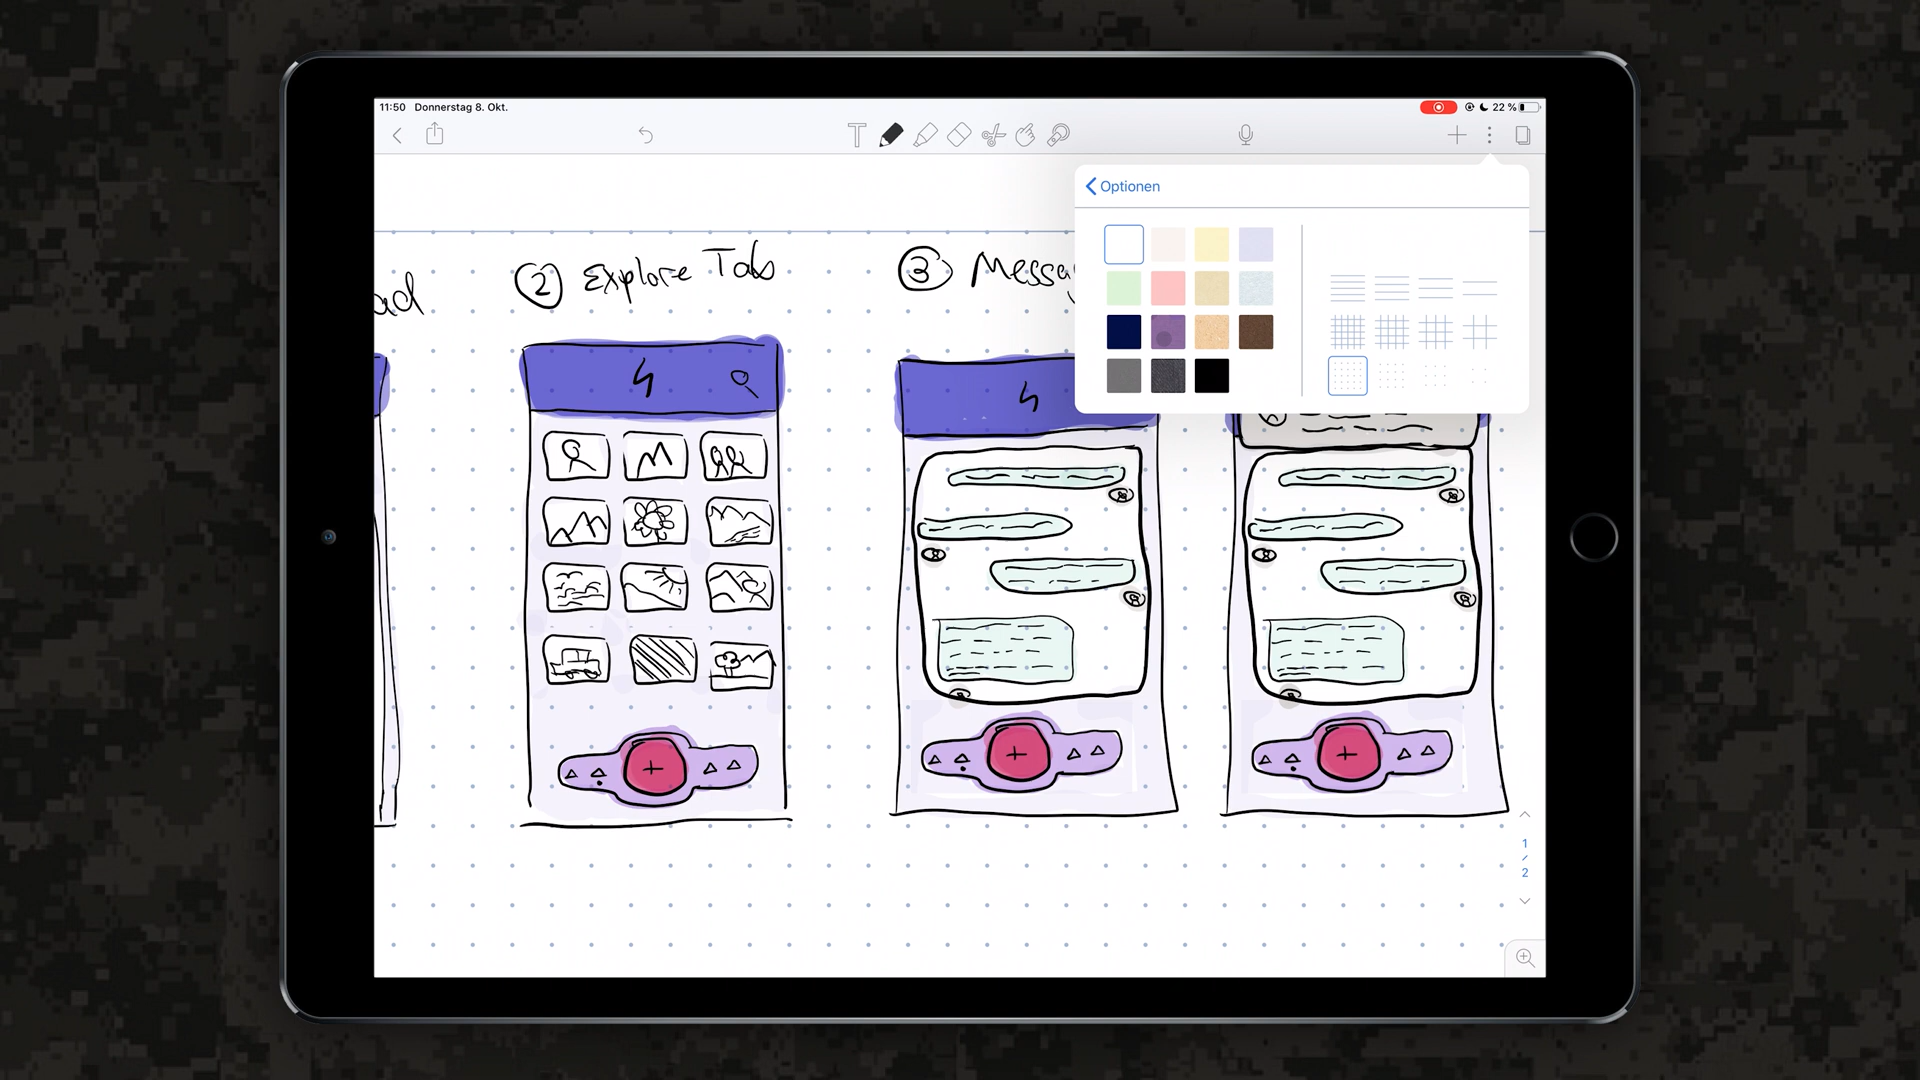 11:50 Donnerstag 8. Okt.
22 %
T
Optionen
ad
② Explore Tab
③ Messa
1
/
2